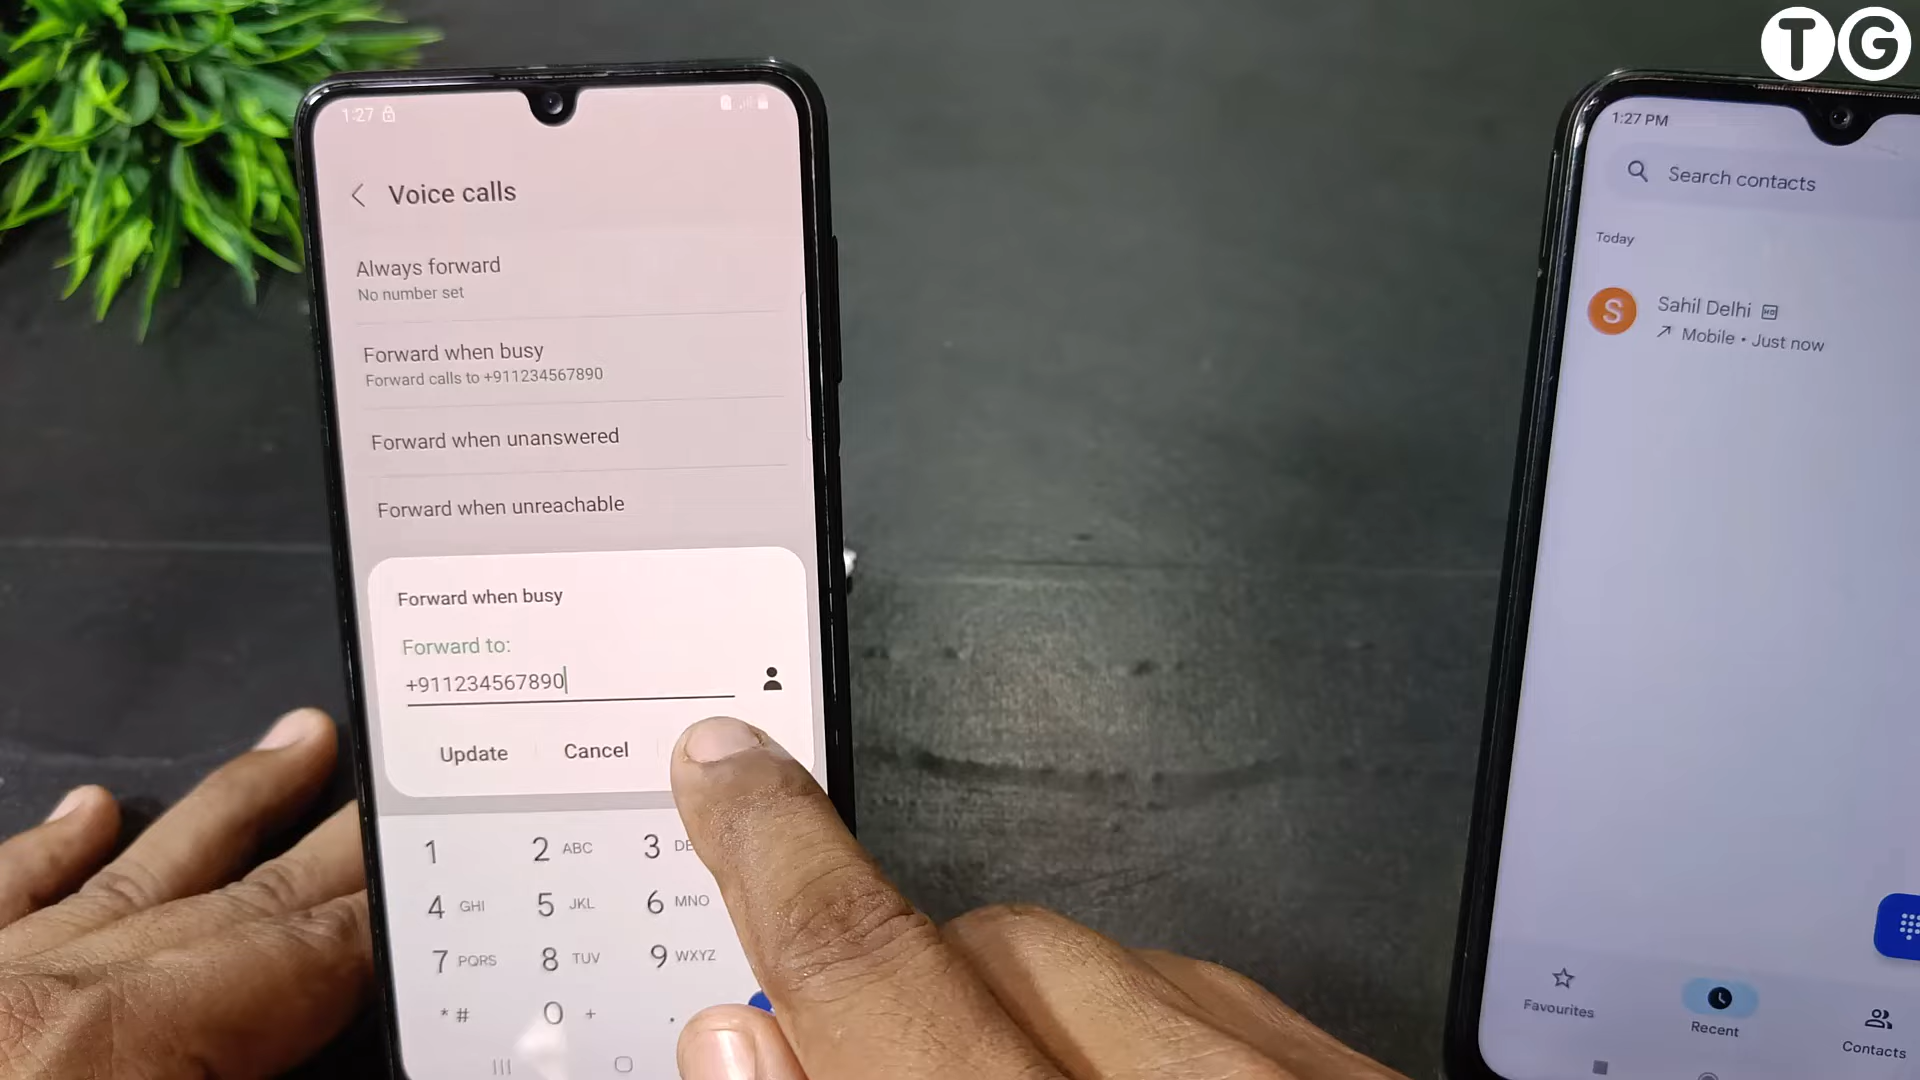 TG
1:27
Voice calls
Always forward
No number set
Forward when busy
Forward calls to +911234567890
Forward when unanswered
Forward when unreachable
Forward when busy
Forward to:
+911234567890
Update
Cancel
1
2 ABC
3
4 GHI
5 JKL
6 MNO
7 PQRS
8 TUV
9 WXYZ
* #
0 +
.
1:27 PM
Search contacts
Today
S
Sahil Delhi HD
Mobile • Just now
Favourites
Recent
Contacts